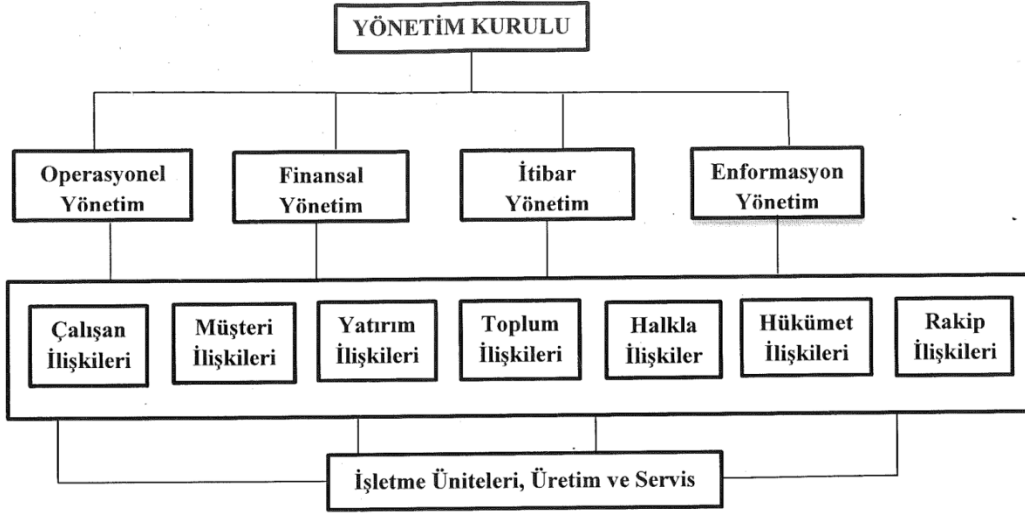 YÖNETİM KURULU
Operasyonel
Yönetim
Finansal
Yönetim
İtibar
Yönetim
Enformasyon
Yönetim
Çalışan
İlişkileri
Müşteri
İlişkileri
Yatırım
İlişkileri
Toplum
İlişkileri
Halkla
İlişkiler
Hükümet
İlişkileri
Rakip
İlişkileri
İşletme Üniteleri, Üretim ve Servis